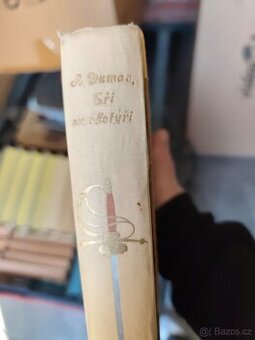 A. Dumas,
Tři
mušketýři
© Bazos.cz